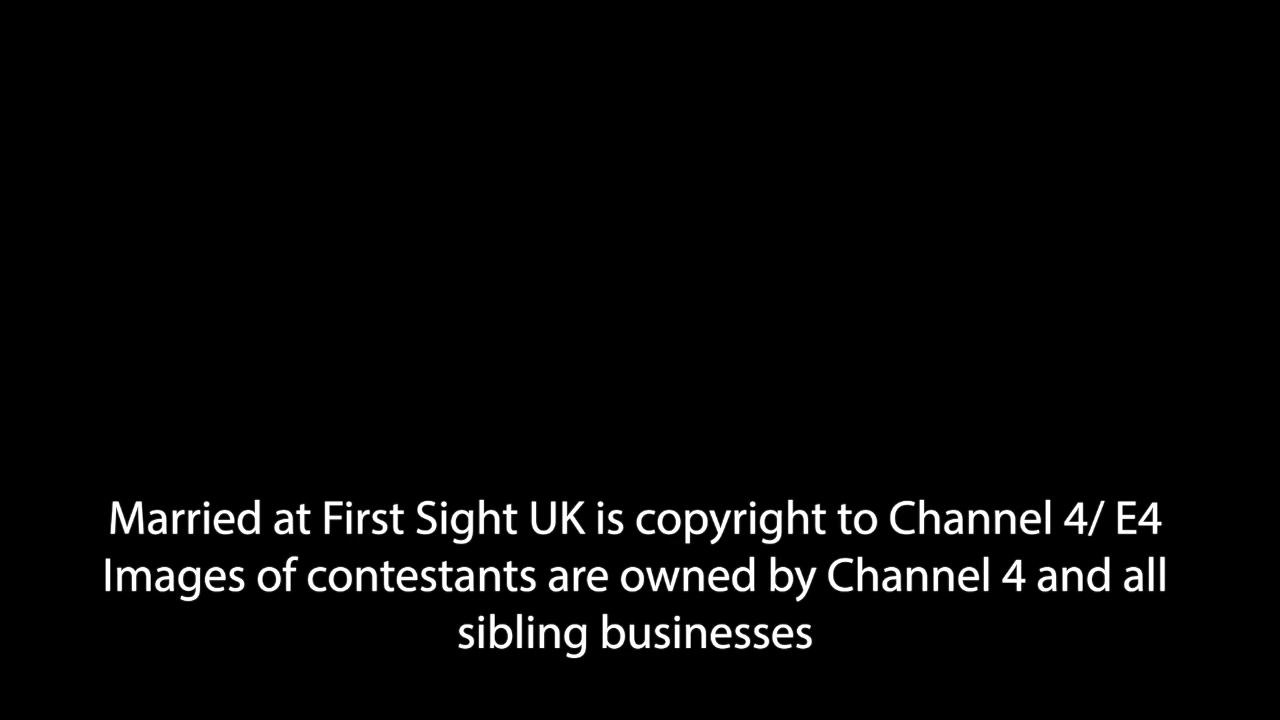 Married at First Sight UK is copyright to Channel 4/ E4
Images of contestants are owned by Channel 4 and all
sibling businesses